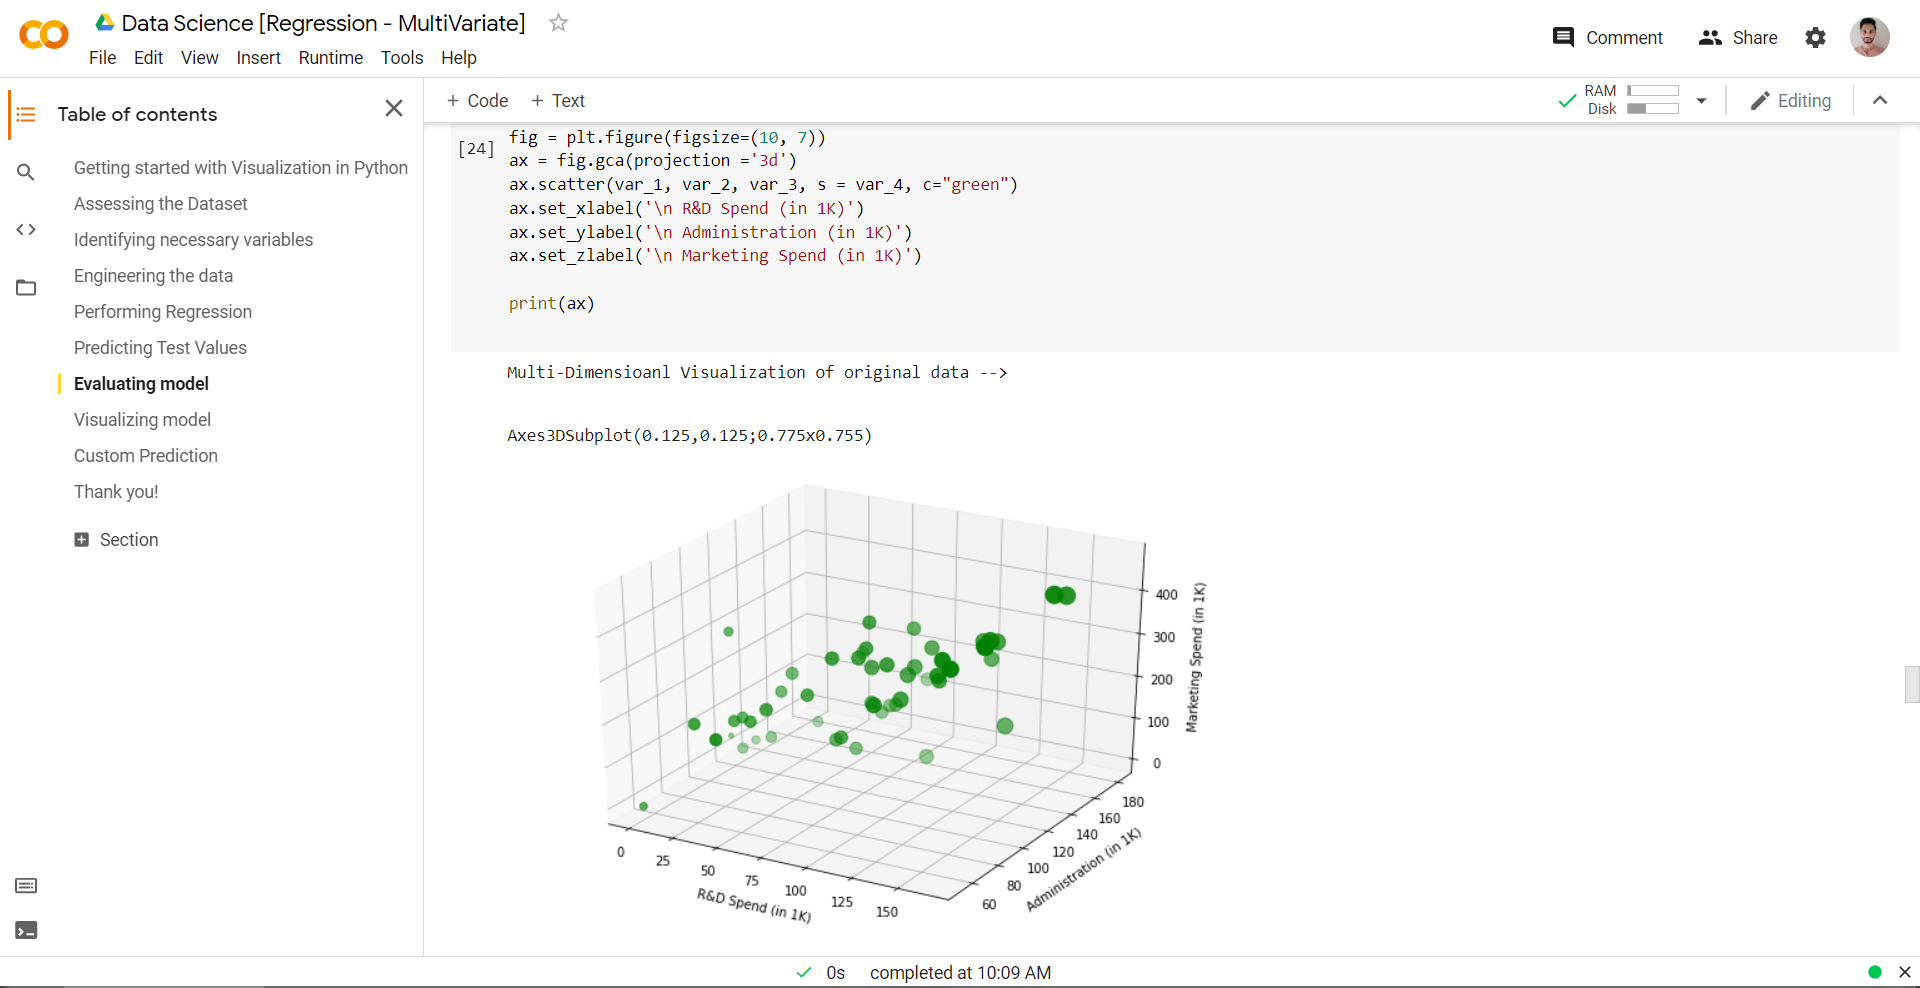 Data Science [Regression - MultiVariate]
File Edit View Insert Runtime Tools Help
Comment Share
Table of contents
Getting started with Visualization in Python
Assessing the Dataset
Identifying necessary variables
Engineering the data
Performing Regression
Predicting Test Values
Evaluating model
Visualizing model
Custom Prediction
Thank you!
Section
+ Code + Text
RAM
Disk
Editing
[24]
fig = plt.figure(figsize=(10, 7))
ax = fig.gca(projection ='3d')
ax.scatter(var_1, var_2, var_3, s = var_4, c="green")
ax.set_xlabel('\n R&D Spend (in 1K)')
ax.set_ylabel('\n Administration (in 1K)')
ax.set_zlabel('\n Marketing Spend (in 1K)')
print(ax)
Multi-Dimensioanl Visualization of original data -->
Axes3DSubplot(0.125,0.125;0.775x0.755)
400
300
200
100
0
Marketing Spend (in 1K)
180
160
140
120
100
80
60
Administration (in 1K)
0 25 50 75 100 125 150
R&D Spend (in 1K)
0s completed at 10:09 AM